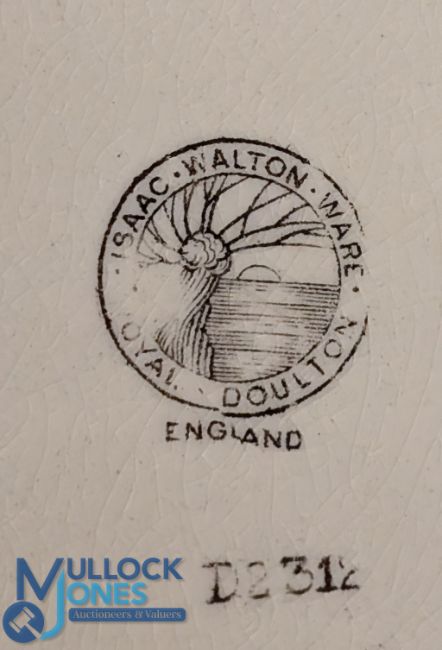 ISAAC · WALTON · WARE ·
OYAL · DOULTON
ENGLAND
D2312
MULLOCK
JONES
Auctioneers & Valuers